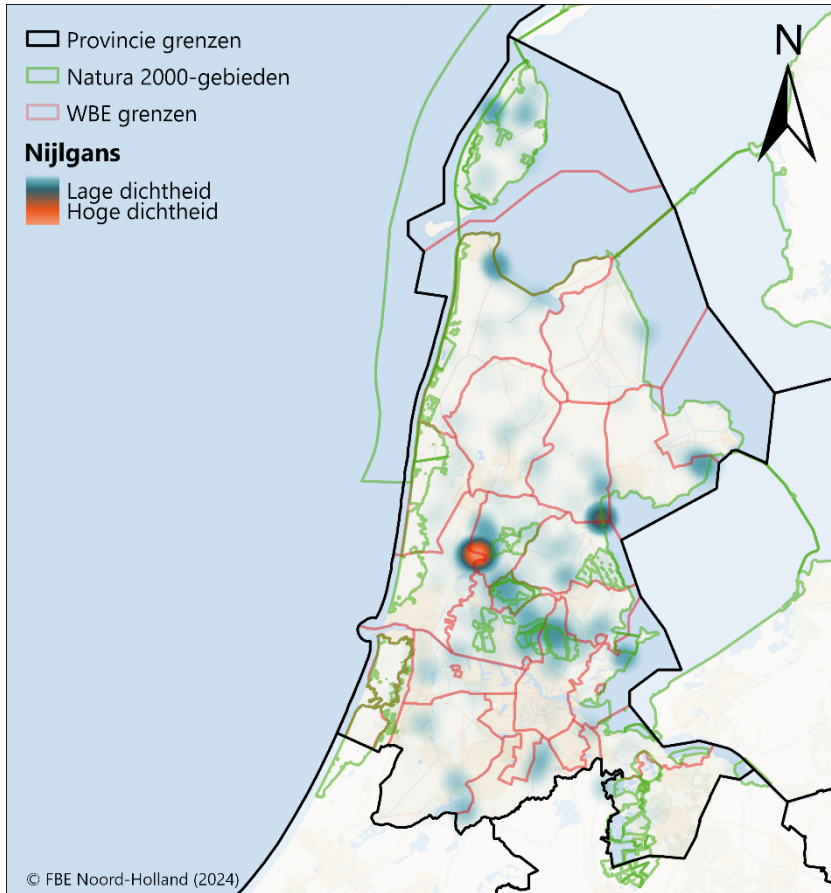 Provincie grenzen
Natura 2000-gebieden
WBE grenzen
Nijlgans
Lage dichtheid
Hoge dichtheid
N
© FBE Noord-Holland (2024)